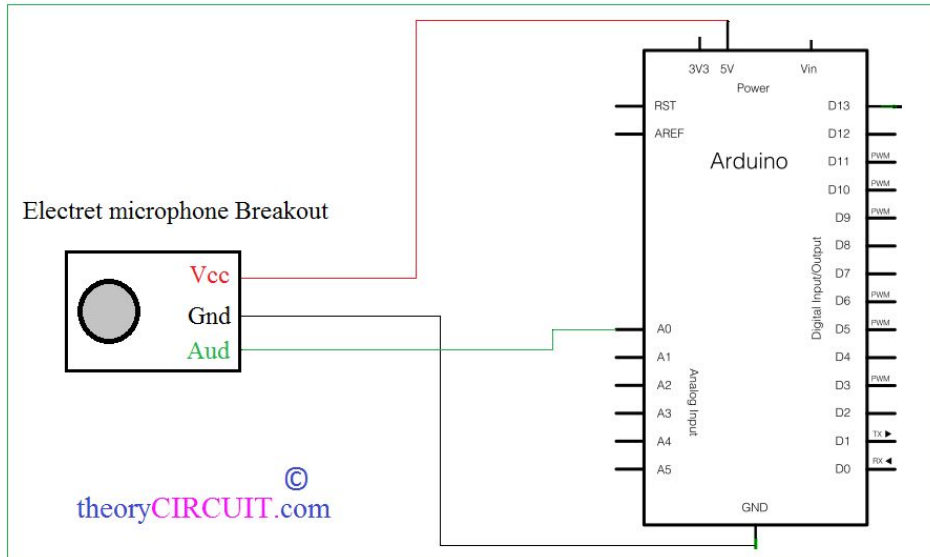 3V3 5V Vin
Power
RST
AREF
Arduino
D13
D12
D11 PWM
D10 PWM
D9 PWM
D8
D7
D6 PWM
D5 PWM
D4
D3 PWM
D2
D1 TX ▶
D0 RX ◀
Digital Input/Output
Electret microphone Breakout
Vcc
Gnd
Aud
A0
A1
A2
A3
A4
A5
Analog Input
GND
©
theoryCIRCUIT.com